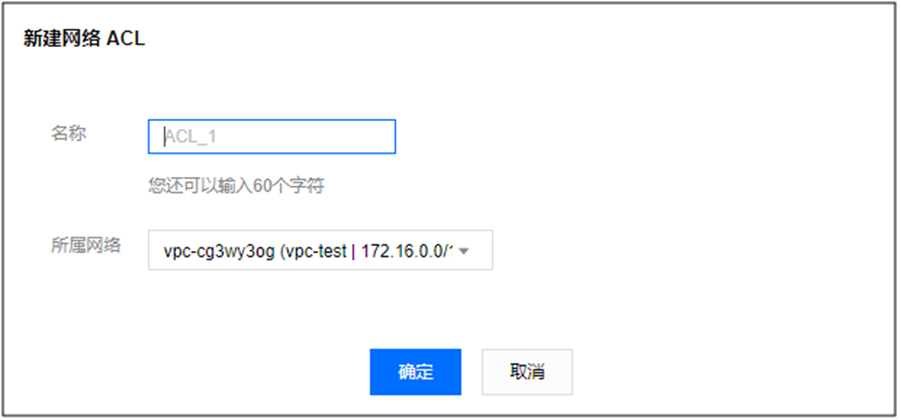 新建网络 ACL
名称
ACL_1
您还可以输入60个字符
所属网络
vpc-cg3wy3og (vpc-test | 172.16.0.0/1
确定
取消